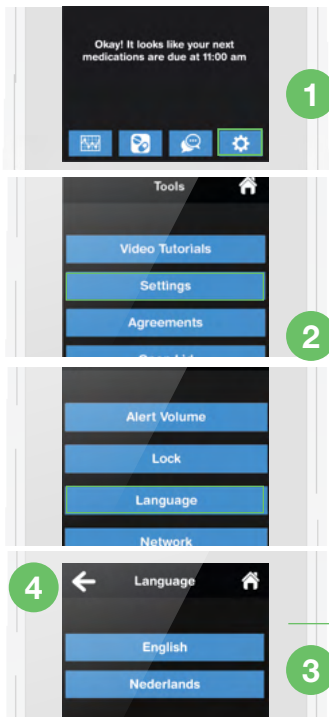 Okay! It looks like your next
medications are due at 11:00 am
1
Tools
Video Tutorials
Settings
Agreements
2
Alert Volume
Lock
Language
Network
4
Language
English
Nederlands
3